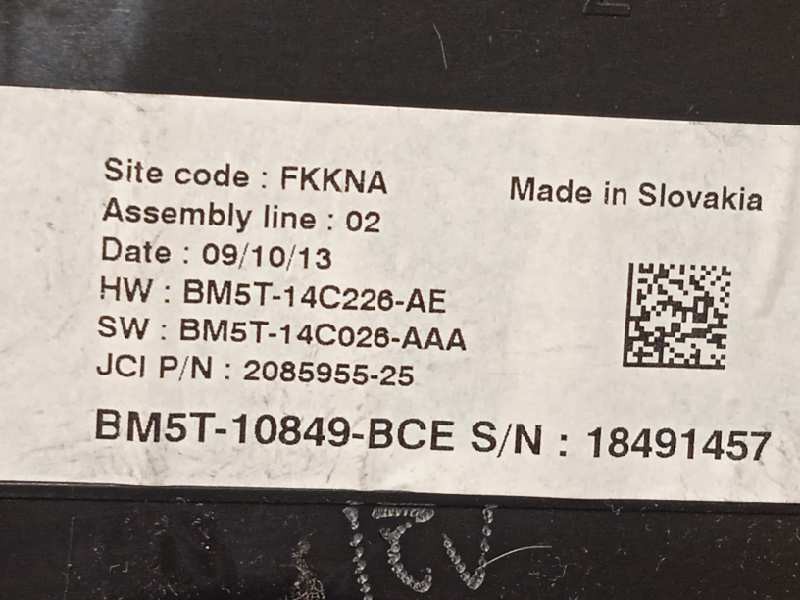 Site code : FKKNA
Made in Slovakia
Assembly line : 02
Date : 09/10/13
HW : BM5T-14C226-AE
SW : BM5T-14C026-AAA
JCI P/N : 2085955-25
BM5T-10849-BCE S/N : 18491457